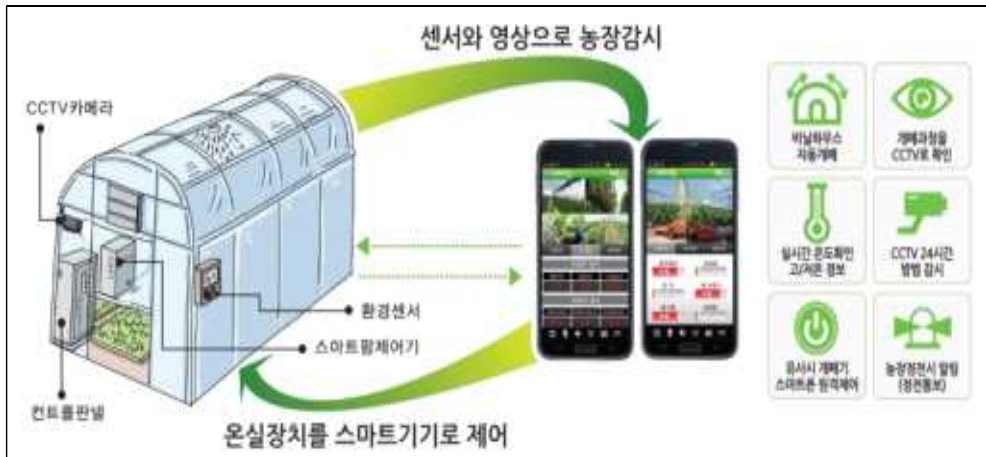 센서와 영상으로 농장감시
CCTV카메라
환경센서
스마트팜제어기
컨트롤판넬
온실장치를 스마트기기로 제어
비닐하우스
자동개폐
개폐과정을
CCTV로 확인
실시간 온도확인
고/저온 경보
CCTV 24시간
방범 감시
유사시 개폐기
스마트폰 원격제어
농장정전시 알림
(정전통보)